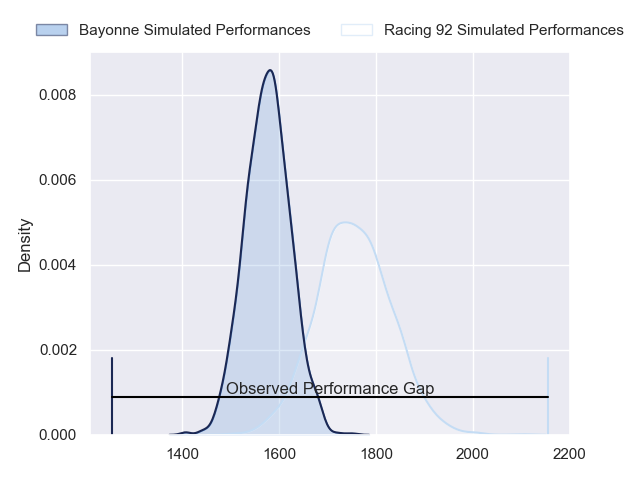 Bayonne Simulated Performances
Racing 92 Simulated Performances
0.008
0.006
0.004
0.002
0.000
Density
Observed Performance Gap
1400
1600
1800
2000
2200